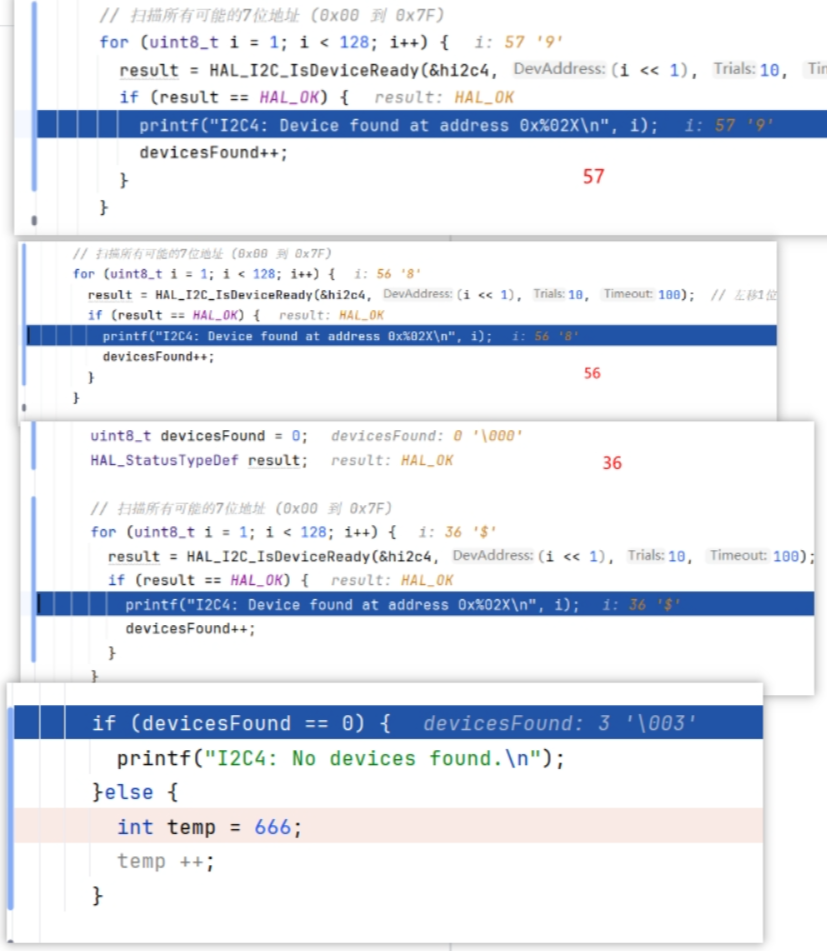 // 扫描所有可能的7位地址 (0x00 到 0x7F)
for (uint8_t i = 1; i < 128; i++) {   i: 57 '9'
result = HAL_I2C_IsDeviceReady(&hi2c4, DevAddress: (i << 1), Trials: 10,
if (result == HAL_OK) {   result: HAL_OK
printf("I2C4: Device found at address 0x%02X\n", i);   i: 57 '9'
devicesFound++;
}
57
}
// 扫描所有可能的7位地址 (0x00 到 0x7F)
for (uint8_t i = 1; i < 128; i++) {   i: 56 '8'
result = HAL_I2C_IsDeviceReady(&hi2c4, DevAddress: (i << 1), Trials: 10, Timeout: 100);   // 左移1位
if (result == HAL_OK) {   result: HAL_OK
printf("I2C4: Device found at address 0x%02X\n", i);   i: 56 '8'
devicesFound++;
}
56
}
uint8_t devicesFound = 0;   devicesFound: 0 '\000'
HAL_StatusTypeDef result;   result: HAL_OK
36
// 扫描所有可能的7位地址 (0x00 到 0x7F)
for (uint8_t i = 1; i < 128; i++) {   i: 36 '$'
result = HAL_I2C_IsDeviceReady(&hi2c4, DevAddress: (i << 1), Trials: 10, Timeout: 100);
if (result == HAL_OK) {   result: HAL_OK
printf("I2C4: Device found at address 0x%02X\n", i);   i: 36 '$'
devicesFound++;
}
}
if (devicesFound == 0) {   devicesFound: 3 '\003'
printf("I2C4: No devices found.\n");
}else {
int temp = 666;
temp ++;
}